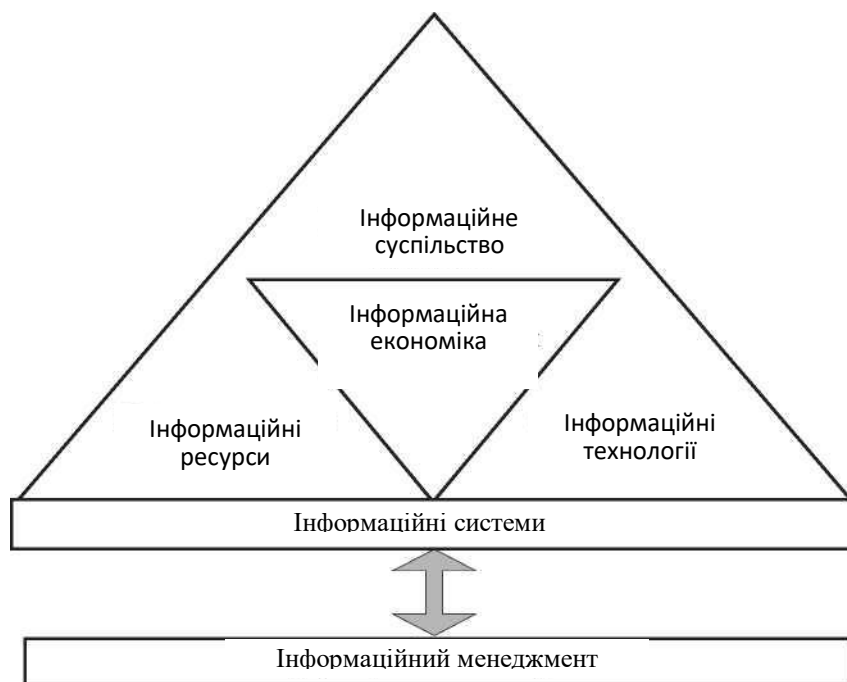 Інформаційне
суспільство
Інформаційна
економіка
Інформаційні
ресурси
Інформаційні
технології
Інформаційні системи
Інформаційний менеджмент